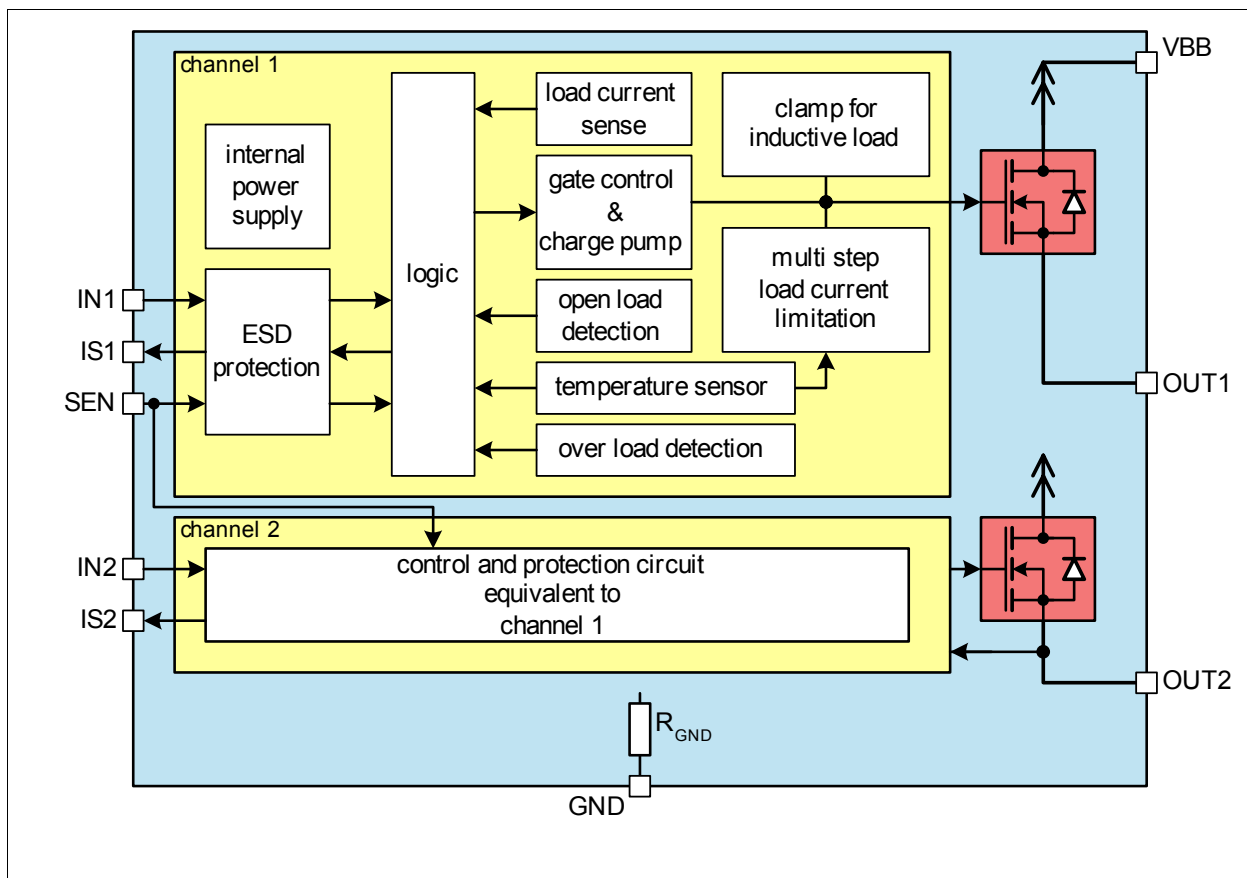 VBB
channel 1
load current
sense
clamp for
inductive load
internal
power
supply
gate control
&
charge pump
logic
multi step
load current
limitation
IN1
ESD
protection
open load
detection
IS1
temperature sensor
OUT1
SEN
over load detection
channel 2
IN2
control and protection circuit
equivalent to
channel 1
IS2
OUT2
RGND
GND